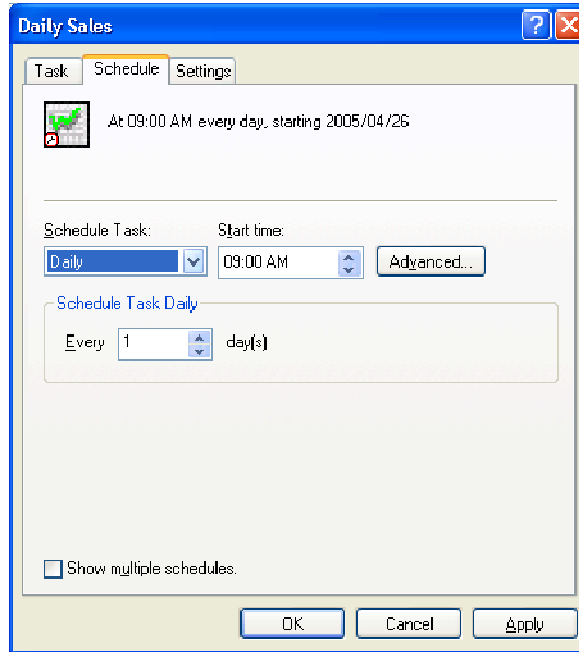 Daily Sales
Task Schedule Settings
At 09:00 AM every day, starting 2005/04/26
Schedule Task: Start time:
Daily 09:00 AM Advanced...
Schedule Task Daily
Every 1 day(s)
Show multiple schedules.
OK Cancel Apply